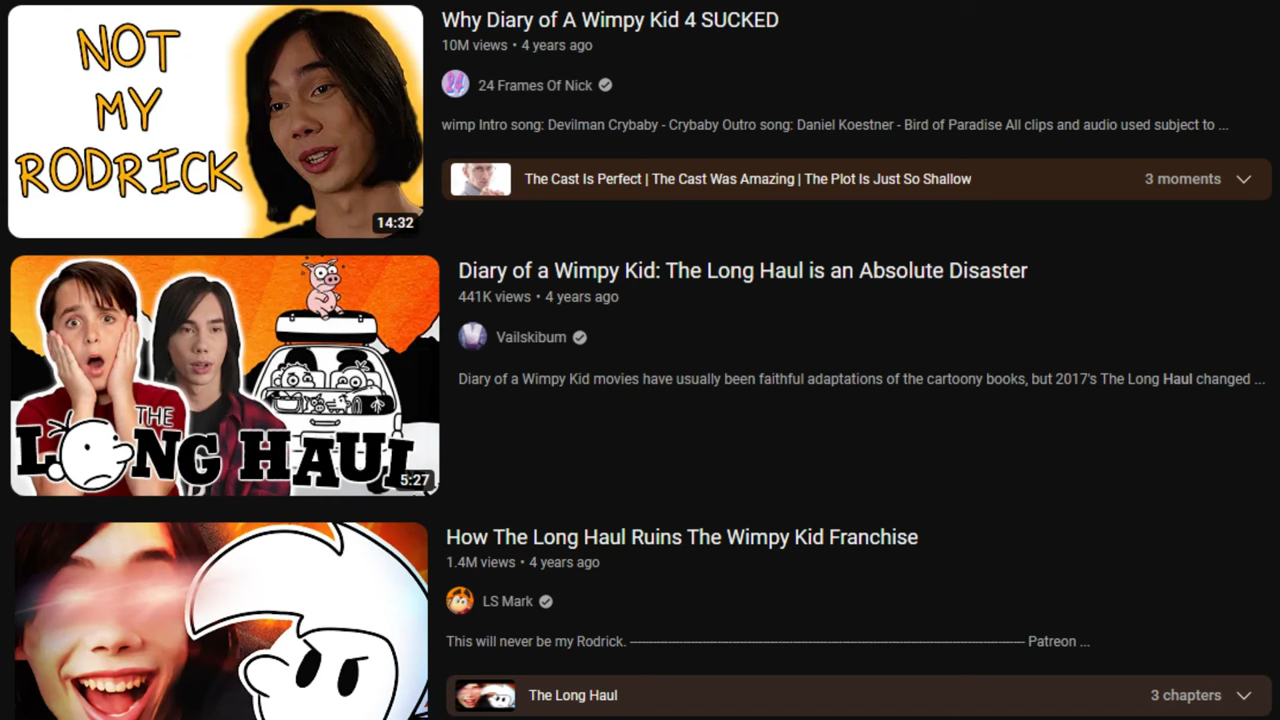 NOT
MY
RODRICK
14:32
Why Diary of A Wimpy Kid 4 SUCKED
10M views • 4 years ago
24 Frames Of Nick
wimp Intro song: Devilman Crybaby - Crybaby Outro song: Daniel Koestner - Bird of Paradise All clips and audio used subject to ...
The Cast Is Perfect | The Cast Was Amazing | The Plot Is Just So Shallow
3 moments
THE
LONG HAUL
5:27
Diary of a Wimpy Kid: The Long Haul is an Absolute Disaster
441K views • 4 years ago
Vailskibum
Diary of a Wimpy Kid movies have usually been faithful adaptations of the cartoony books, but 2017's The Long Haul changed ...
How The Long Haul Ruins The Wimpy Kid Franchise
1.4M views • 4 years ago
LS Mark
This will never be my Rodrick. ---------------------------------------------------------------------------------------------------- Patreon ...
The Long Haul
3 chapters